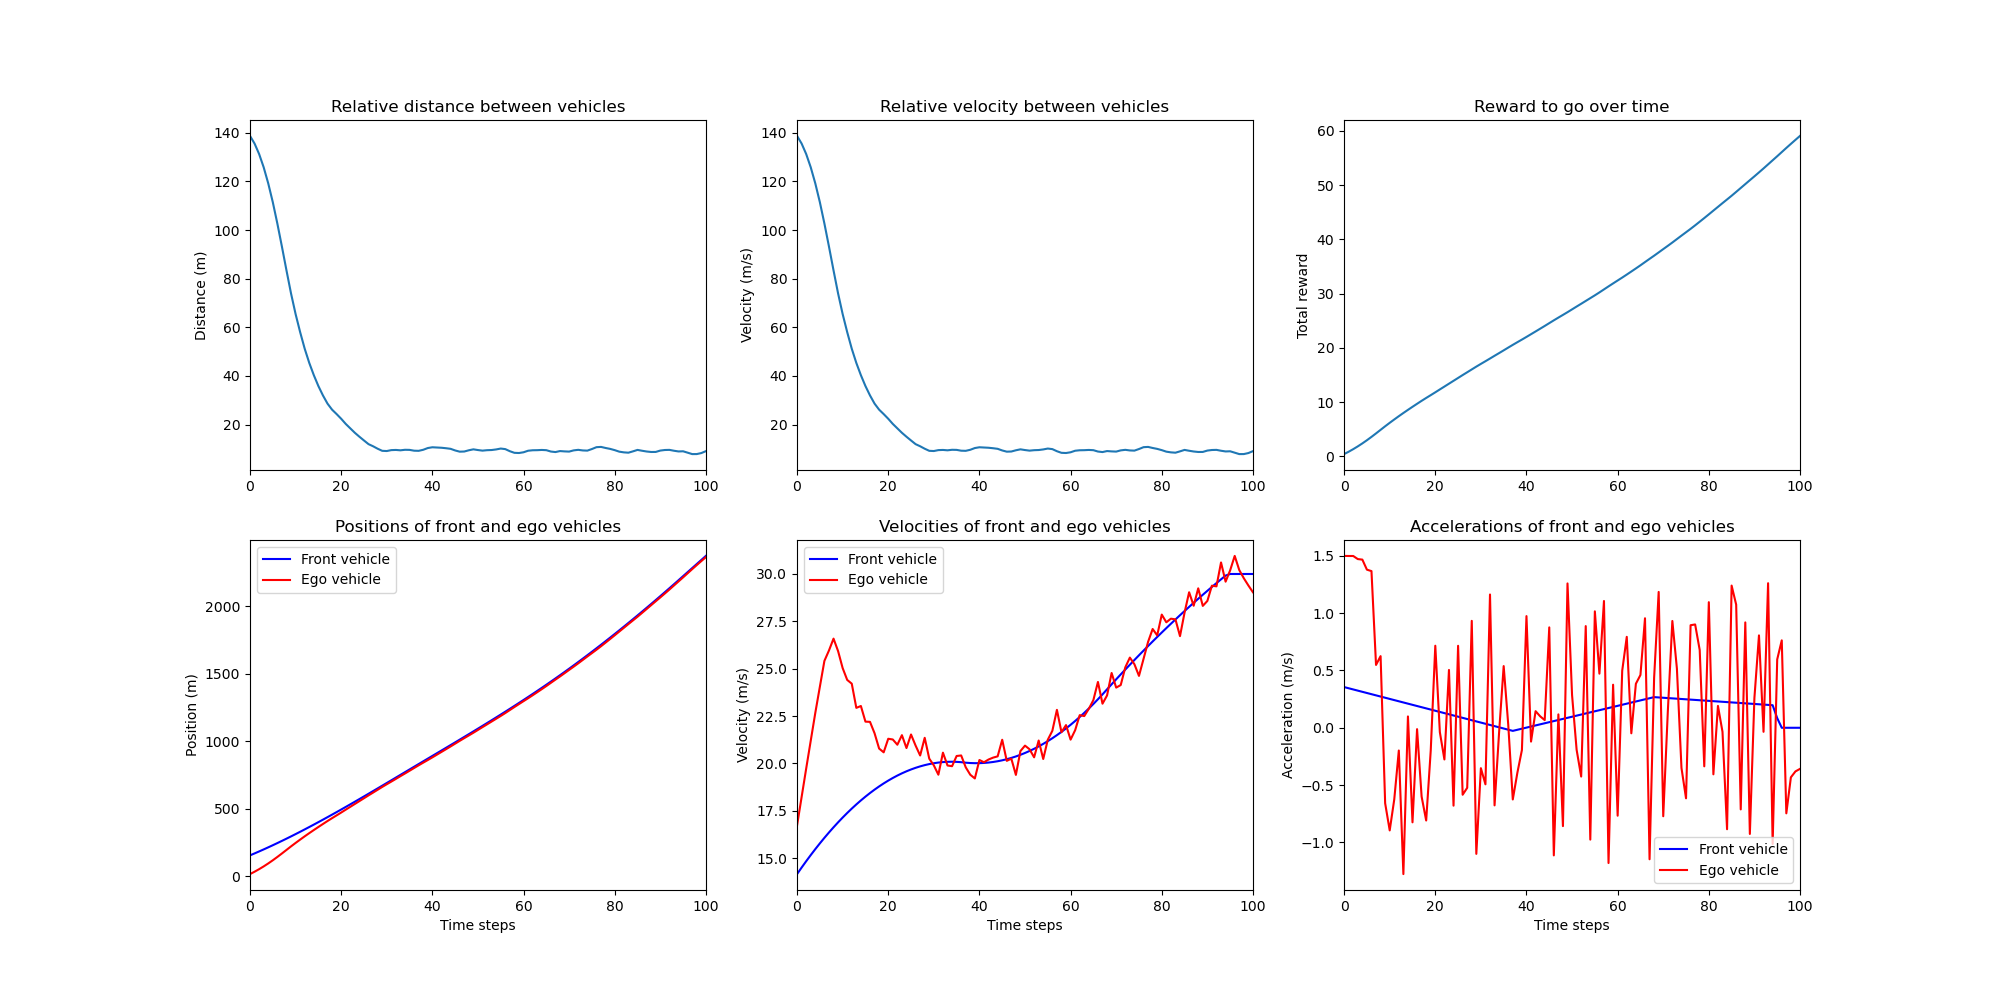 Relative distance between vehicles
Distance (m)
140
120
100
80
60
40
20
0 20 40 60 80 100
Relative velocity between vehicles
Velocity (m/s)
140
120
100
80
60
40
20
0 20 40 60 80 100
Reward to go over time
Total reward
60
50
40
30
20
10
0
0 20 40 60 80 100
Positions of front and ego vehicles
Front vehicle
Ego vehicle
Position (m)
2000
1500
1000
500
0
0 20 40 60 80 100
Time steps
Velocities of front and ego vehicles
Front vehicle
Ego vehicle
Velocity (m/s)
30.0
27.5
25.0
22.5
20.0
17.5
15.0
0 20 40 60 80 100
Time steps
Accelerations of front and ego vehicles
Acceleration (m/s)
1.5
1.0
0.5
0.0
−0.5
−1.0
Front vehicle
Ego vehicle
0 20 40 60 80 100
Time steps